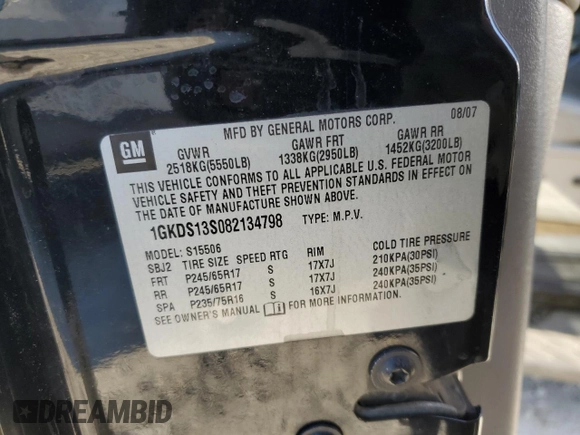 MFD BY GENERAL MOTORS CORP. 08/07
GM
GVWR GAWR FRT GAWR RR
2518KG(5550LB) 1338KG(2950LB) 1452KG(3200LB)
THIS VEHICLE CONFORMS TO ALL APPLICABLE U.S. FEDERAL MOTOR
VEHICLE SAFETY AND THEFT PREVENTION STANDARDS IN EFFECT ON
THE DATE OF MANUFACTURE SHOWN ABOVE.
1GKDS13S082134798 TYPE: M.P.V.
MODEL: S15506
SBJ2 TIRE SIZE SPEED RTG RIM COLD TIRE PRESSURE
FRT P245/65R17 S 17X7J 210KPA(30PSI)
RR P245/65R17 S 17X7J 240KPA(35PSI)
SPA P235/75R16 S 16X7J 240KPA(35PSI)
SEE OWNER'S MANUAL FOR MORE INFORMATION.
DREAMBID